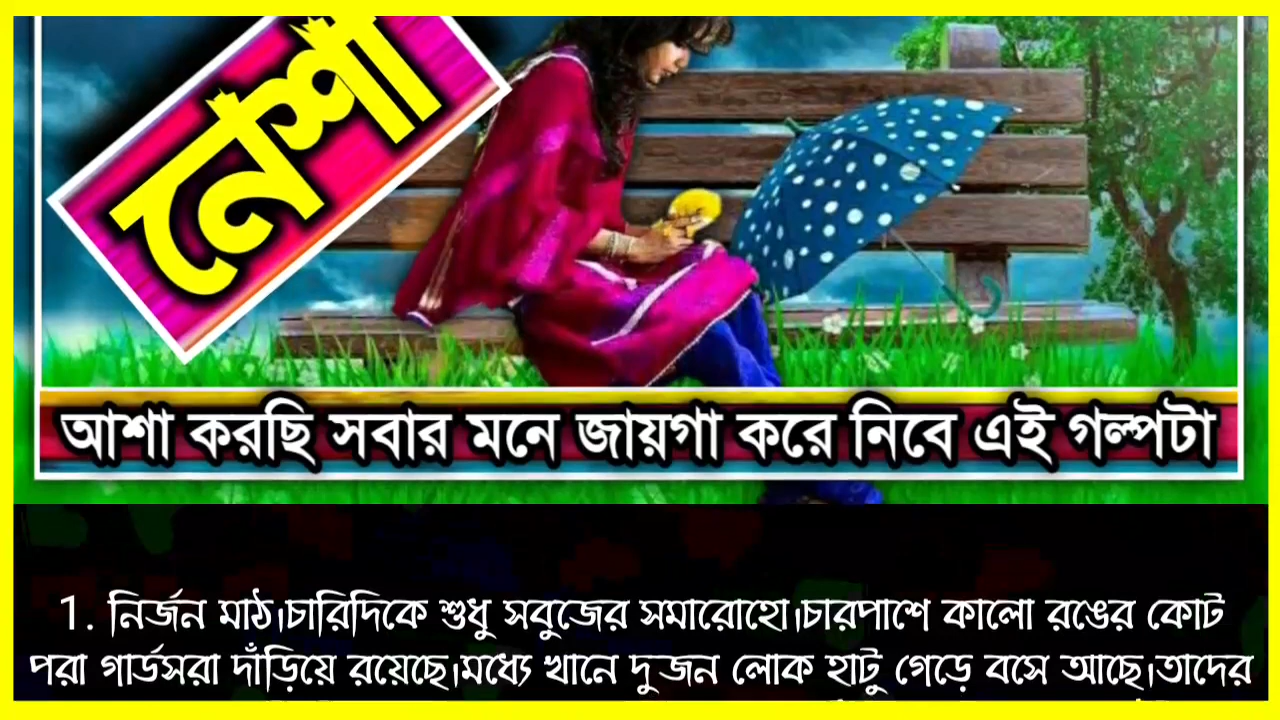 নেশা
আশা করছি সবার মনে জায়গা করে নিবে এই গল্পটা
1. নির্জন মাঠ।চারিদিকে শুধু সবুজের সমারোহো।চারপাশে কালো রঙের কোট
পরা গার্ডসরা দাঁড়িয়ে রয়েছে।মধ্যে খানে দুজন লোক হাটু গেড়ে বসে আছে।তাদের